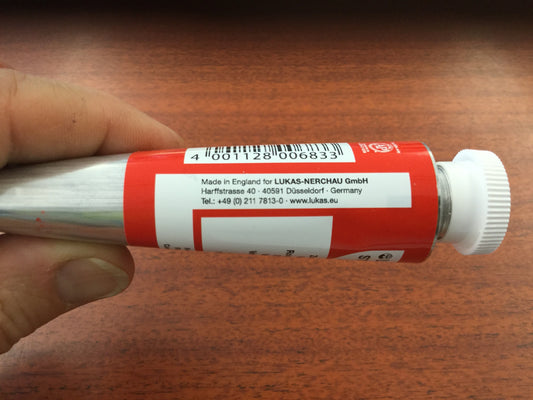 4 001128 006833
Made in England for LUKAS-NERCHAU GmbH
Harffstrasse 40 · 40591 Düsseldorf · Germany
Tel.: +49 (0) 211 7813-0 · www.lukas.eu